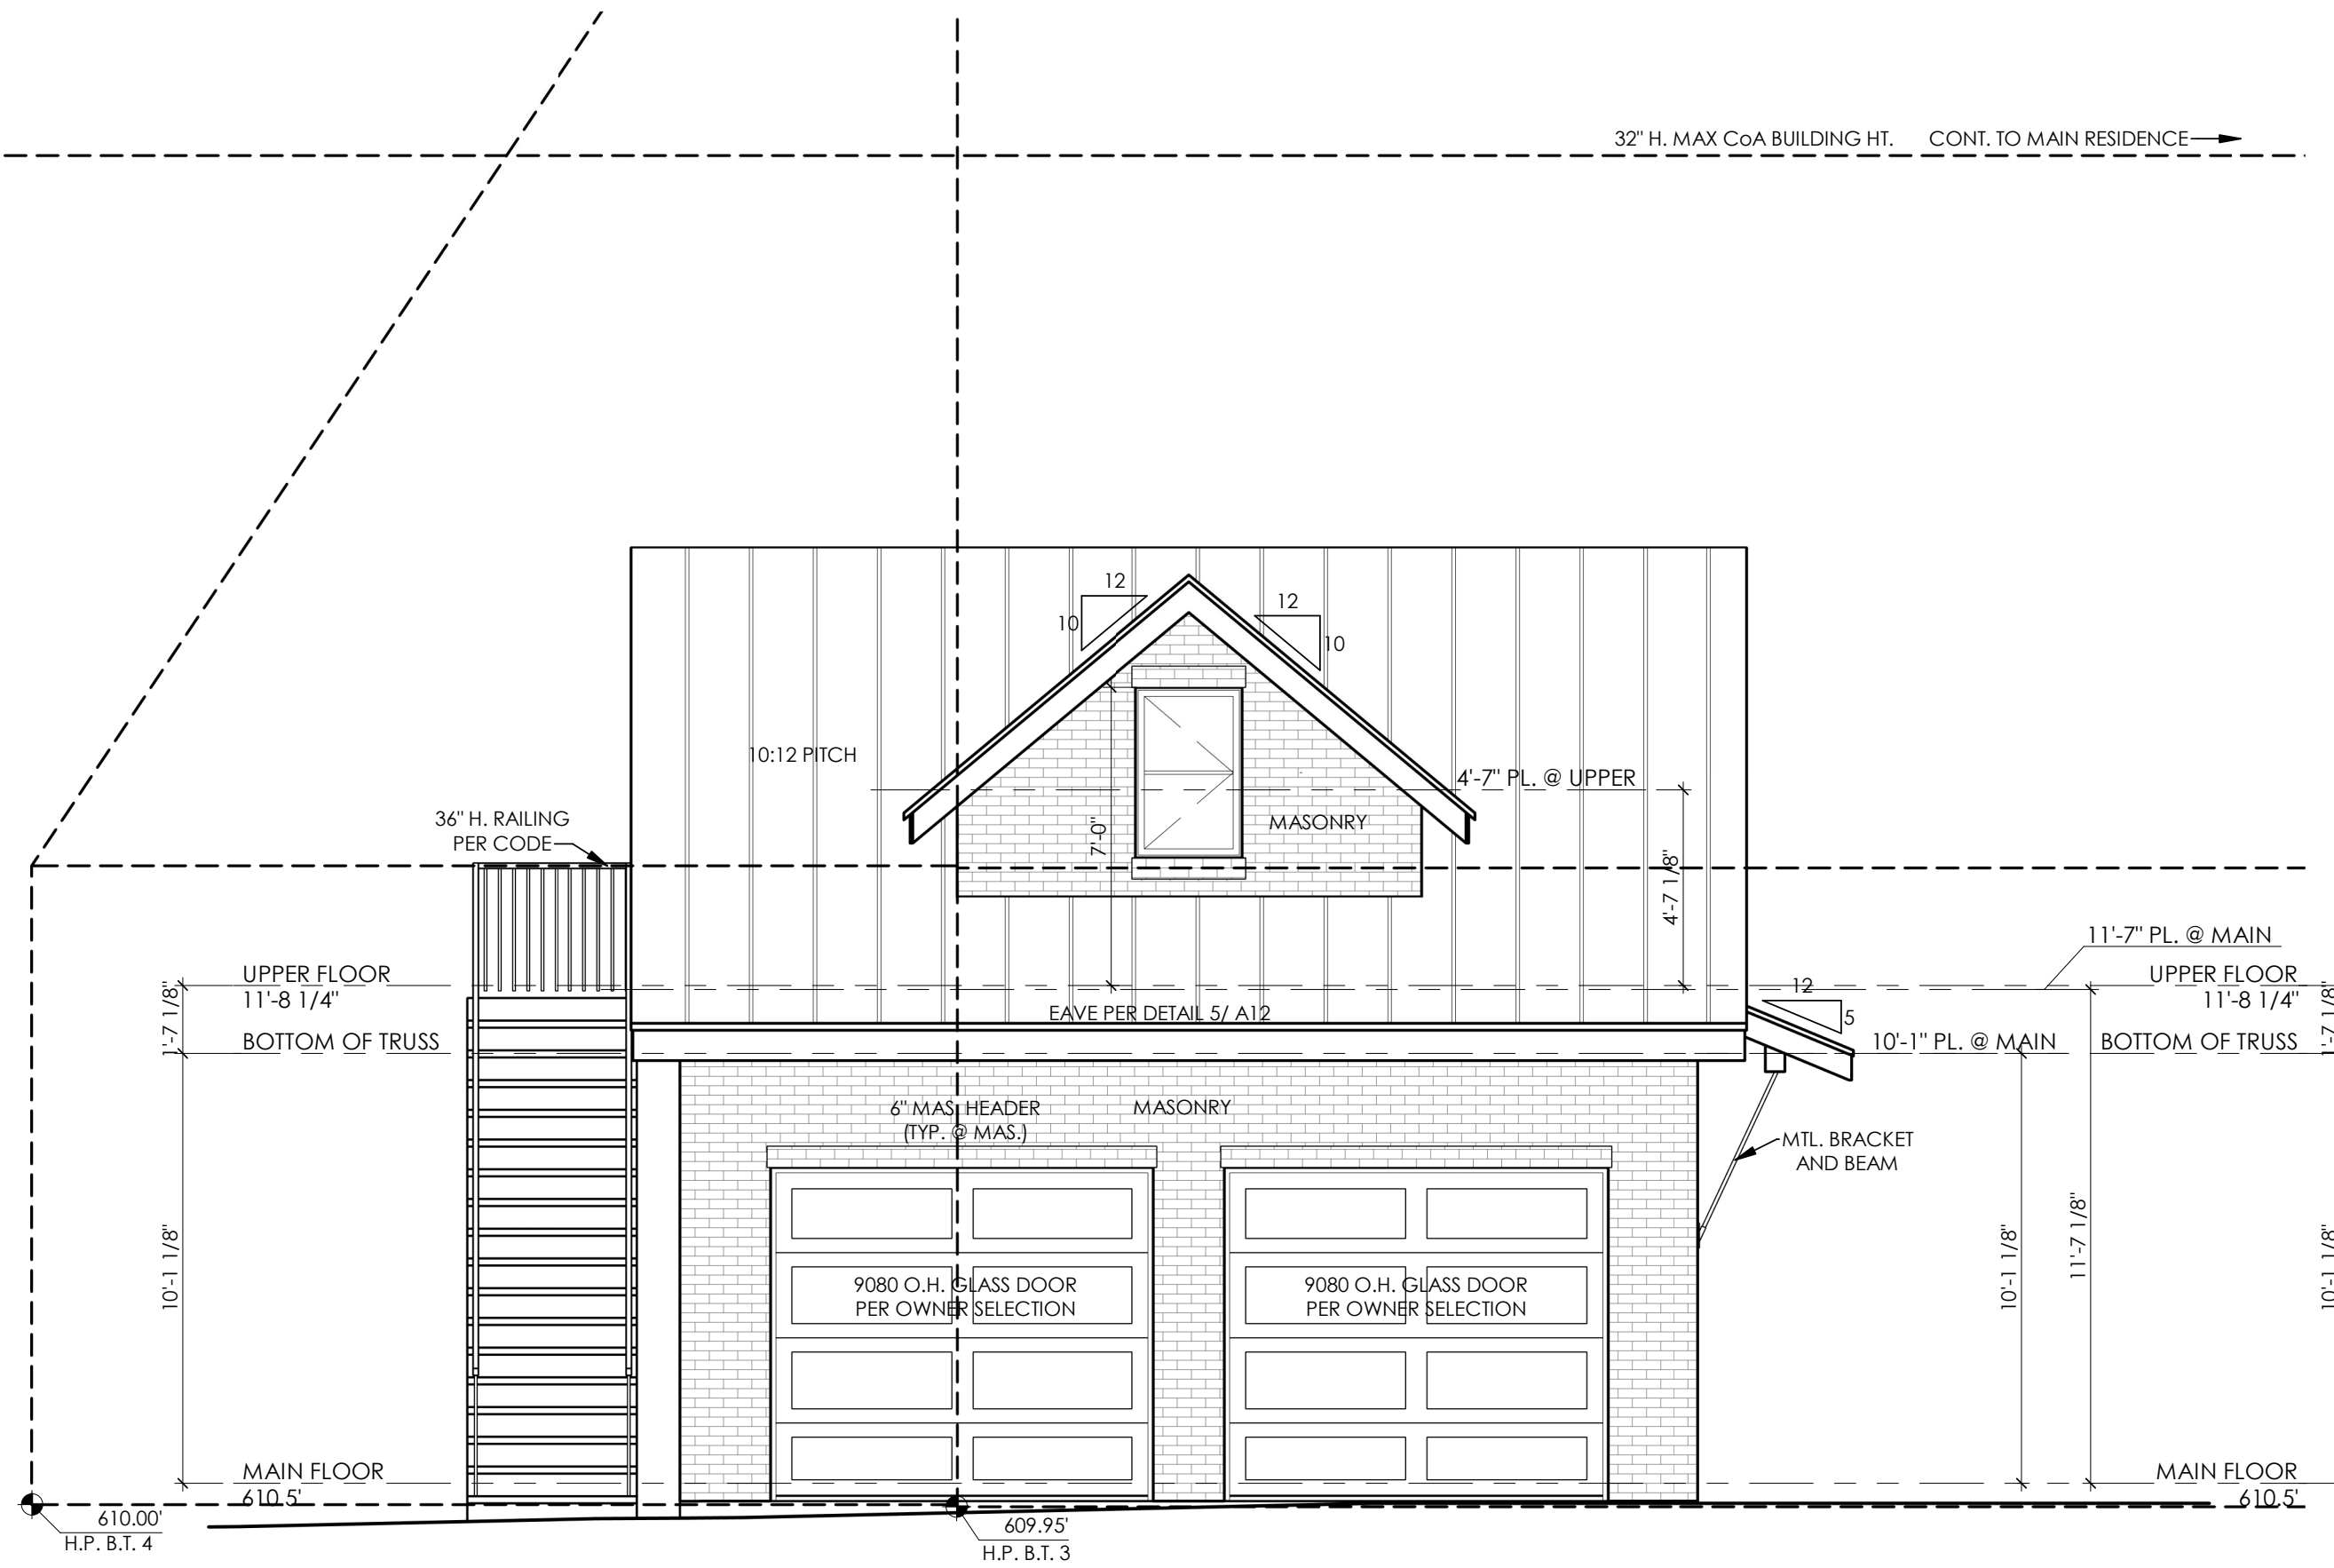 32" H. MAX CoA BUILDING HT. CONT. TO MAIN RESIDENCE
12
10
12
10
10:12 PITCH
4'-7" PL. @ UPPER
36" H. RAILING
PER CODE
MASONRY
7'-0"
4'-7 1/8"
11'-7" PL. @ MAIN
UPPER FLOOR
11'-8 1/4"
UPPER FLOOR
11'-8 1/4"
1'-7 1/8"
1'-7 1/8"
12
5
EAVE PER DETAIL 5/ A12
BOTTOM OF TRUSS
10'-1" PL. @ MAIN
BOTTOM OF TRUSS
6" MAS. HEADER
(TYP. @ MAS.)
MASONRY
MTL. BRACKET
AND BEAM
10'-1 1/8"
10'-1 1/8"
11'-7 1/8"
10'-1 1/8"
9080 O.H. GLASS DOOR
PER OWNER SELECTION
9080 O.H. GLASS DOOR
PER OWNER SELECTION
MAIN FLOOR
610.5'
MAIN FLOOR
610.5'
610.00'
H.P. B.T. 4
609.95'
H.P. B.T. 3